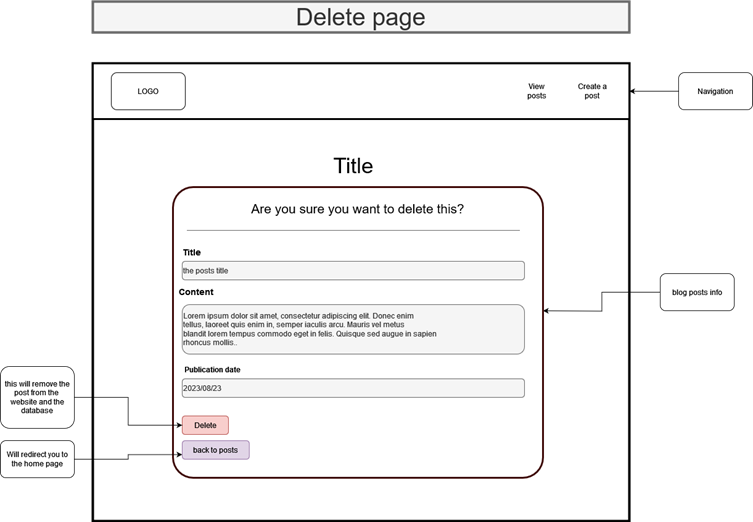 Delete page
LOGO
View
posts
Create a
post
Navigation
Title
Are you sure you want to delete this?
Title
the posts title
Content
blog posts info
Lorem ipsum dolor sit amet, consectetur adipiscing elit. Donec enim
tellus, laoreet quis enim in, semper iaculis arcu. Mauris vel metus
blandit lorem tempus commodo eget in felis. Quisque sed augue in sapien
rhoncus mollis..
Publication date
2023/08/23
this will remove the
post from the
website and the
database
Delete
back to posts
Will redirect you to
the home page